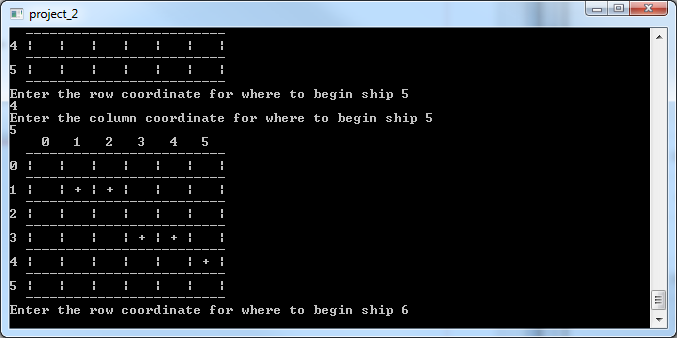 project_2
-------------------------
4 ¦   ¦   ¦   ¦   ¦   ¦   ¦
-------------------------
5 ¦   ¦   ¦   ¦   ¦   ¦   ¦
-------------------------
Enter the row coordinate for where to begin ship 5
4
Enter the column coordinate for where to begin ship 5
5
    0   1   2   3   4   5
-------------------------
0 ¦   ¦   ¦   ¦   ¦   ¦   ¦
-------------------------
1 ¦   ¦ + ¦ + ¦   ¦   ¦   ¦
-------------------------
2 ¦   ¦   ¦   ¦   ¦   ¦   ¦
-------------------------
3 ¦   ¦   ¦   ¦ + ¦ + ¦   ¦
-------------------------
4 ¦   ¦   ¦   ¦   ¦   ¦ + ¦
-------------------------
5 ¦   ¦   ¦   ¦   ¦   ¦   ¦
-------------------------
Enter the row coordinate for where to begin ship 6